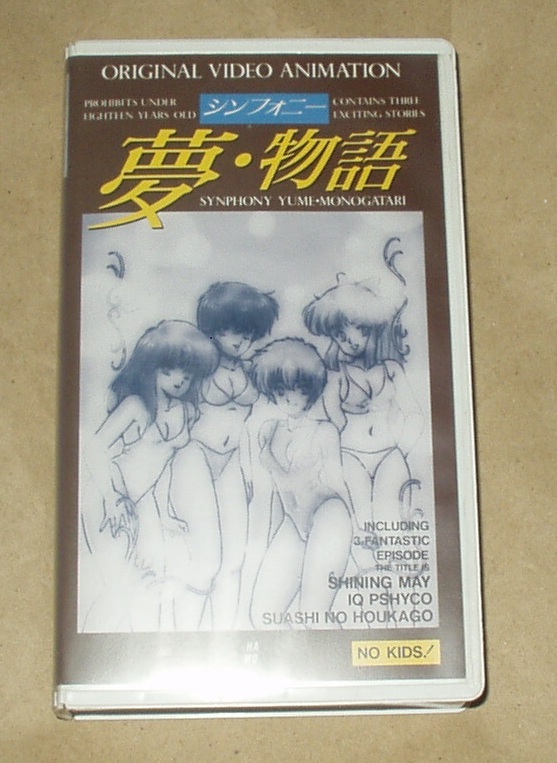 ORIGINAL VIDEO ANIMATION
PROHIBITS UNDER
EIGHTEEN YEARS OLD
シンフォニー
CONTAINS THREE
EXCITING STORIES
夢・物語
SYNPHONY YUME・MONOGATARI
INCLUDING
3 FANTASTIC
EPISODE
THE TITLE IS
SHINING MAY
IQ PSHYCO
SUASHI NO HOUKAGO
NO KIDS!